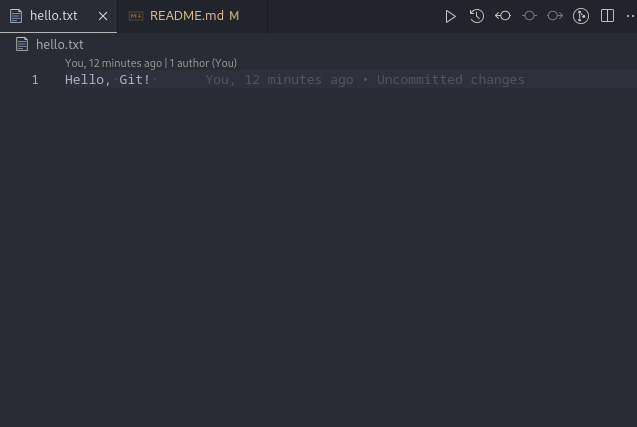 hello.txt README.md M
hello.txt
You, 12 minutes ago | 1 author (You)
1 Hello, Git! You, 12 minutes ago • Uncommitted changes